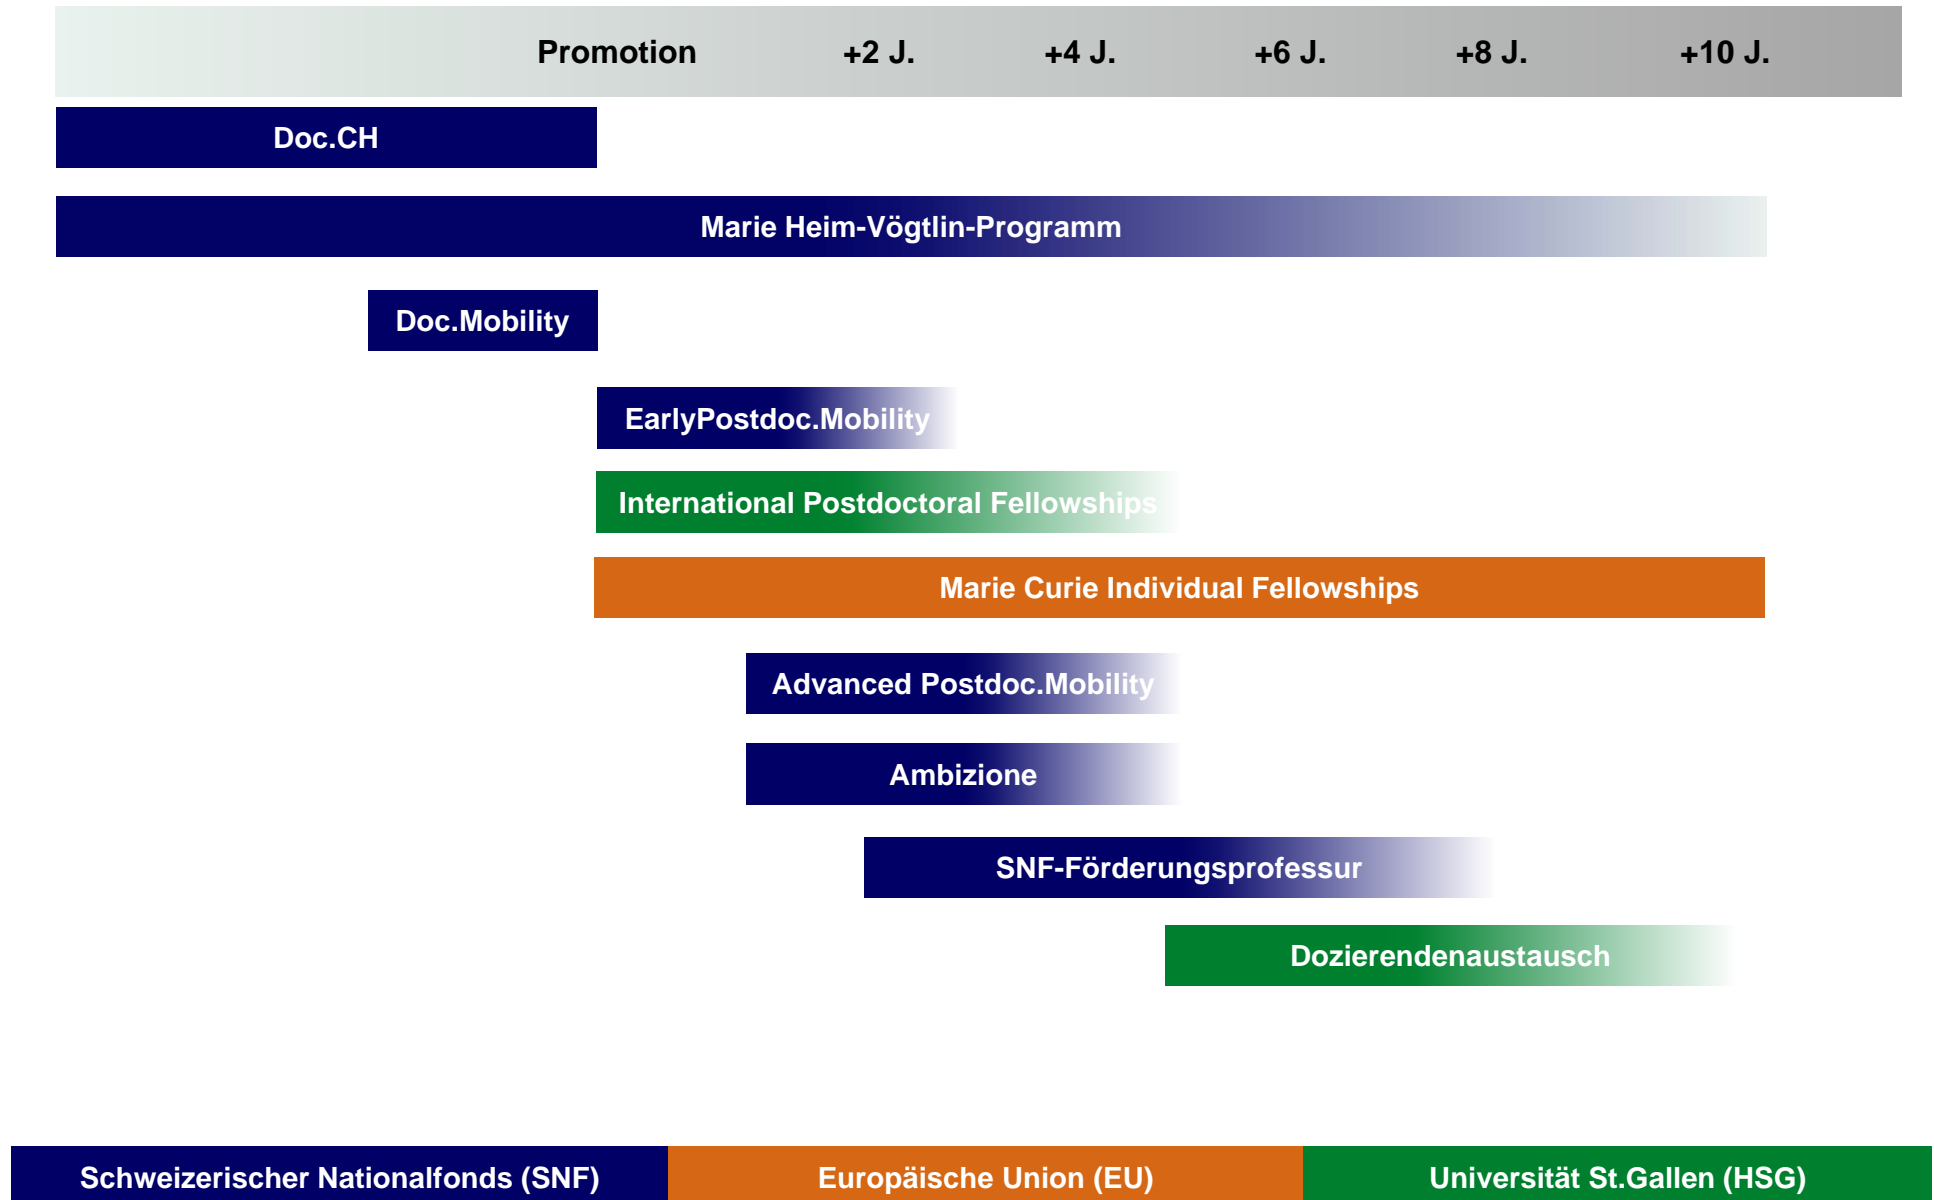 Promotion +2 J. +4 J. +6 J. +8 J. +10 J.
Doc.CH
Marie Heim-Vögtlin-Programm
Doc.Mobility
EarlyPostdoc.Mobility
International Postdoctoral Fellowships
Marie Curie Individual Fellowships
Advanced Postdoc.Mobility
Ambizione
SNF-Förderungsprofessur
Dozierendenaustausch
Schweizerischer Nationalfonds (SNF) Europäische Union (EU) Universität St.Gallen (HSG)